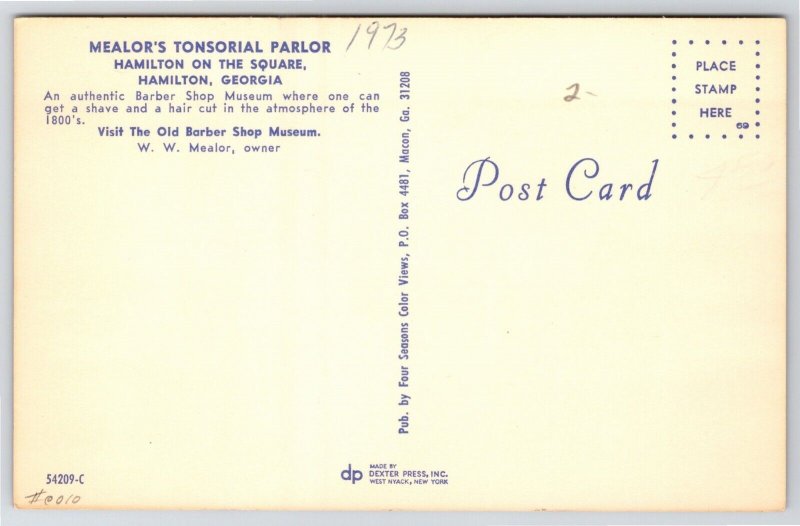 MEALOR'S TONSORIAL PARLOR
HAMILTON ON THE SQUARE,
HAMILTON, GEORGIA
An authentic Barber Shop Museum where one can
get a shave and a hair cut in the atmosphere of the
1800's.
Visit The Old Barber Shop Museum.
W. W. Mealor, owner
1973
2-
PLACE
STAMP
HERE
69
Post Card
Pub. by Four Seasons Color Views, P.O. Box 4481, Macon, Ga. 31208
54209-C
dp
MADE BY
DEXTER PRESS, INC.
WEST NYACK, NEW YORK